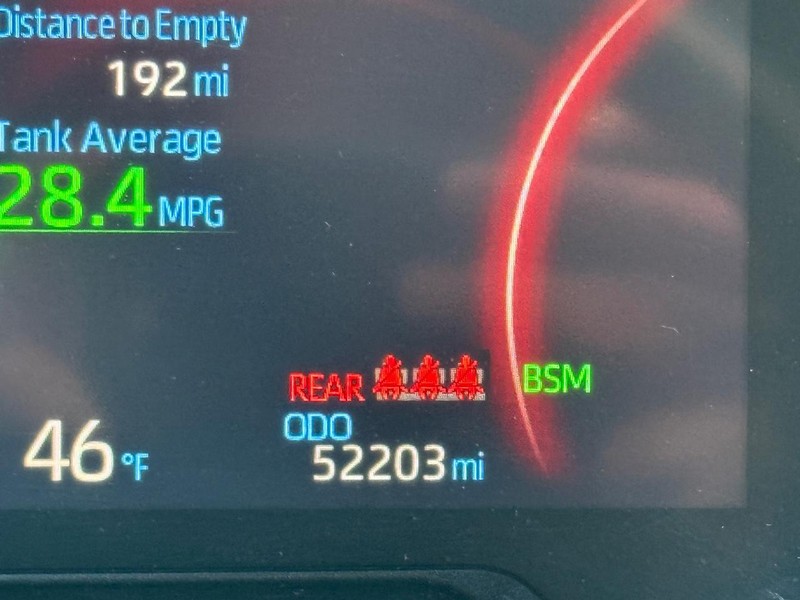 Distance to Empty
192 mi
Tank Average
28.4 MPG
REAR
BSM
ODO
46 °F
52203 mi